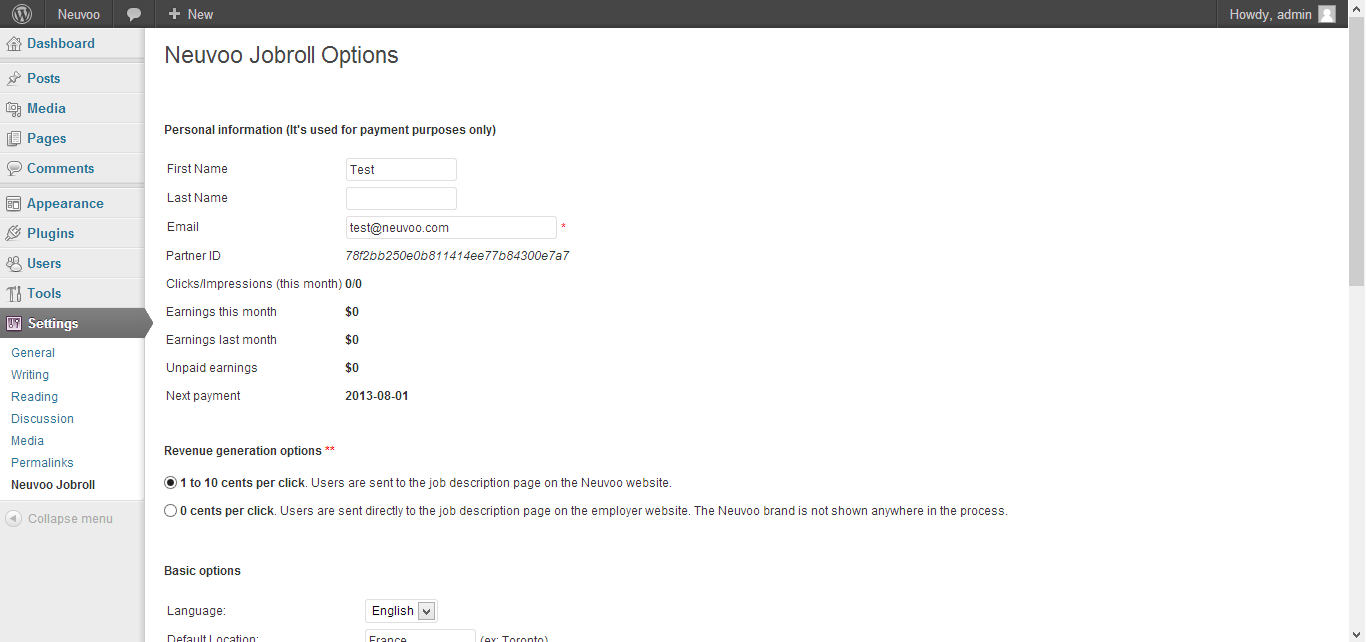 Neuvoo + New Howdy, admin
Dashboard
Posts
Media
Pages
Comments
Appearance
Plugins
Users
Tools
Settings
General
Writing
Reading
Discussion
Media
Permalinks
Neuvoo Jobroll
Collapse menu
Neuvoo Jobroll Options
Personal information (It's used for payment purposes only)
First Name Test
Last Name
Email test@neuvoo.com *
Partner ID 78f2bb250e0b811414ee77b84300e7a7
Clicks/Impressions (this month) 0/0
Earnings this month $0
Earnings last month $0
Unpaid earnings $0
Next payment 2013-08-01
Revenue generation options **
1 to 10 cents per click. Users are sent to the job description page on the Neuvoo website.
0 cents per click. Users are sent directly to the job description page on the employer website. The Neuvoo brand is not shown anywhere in the process.
Basic options
Language: English
Default Location: France (ex: Toronto)